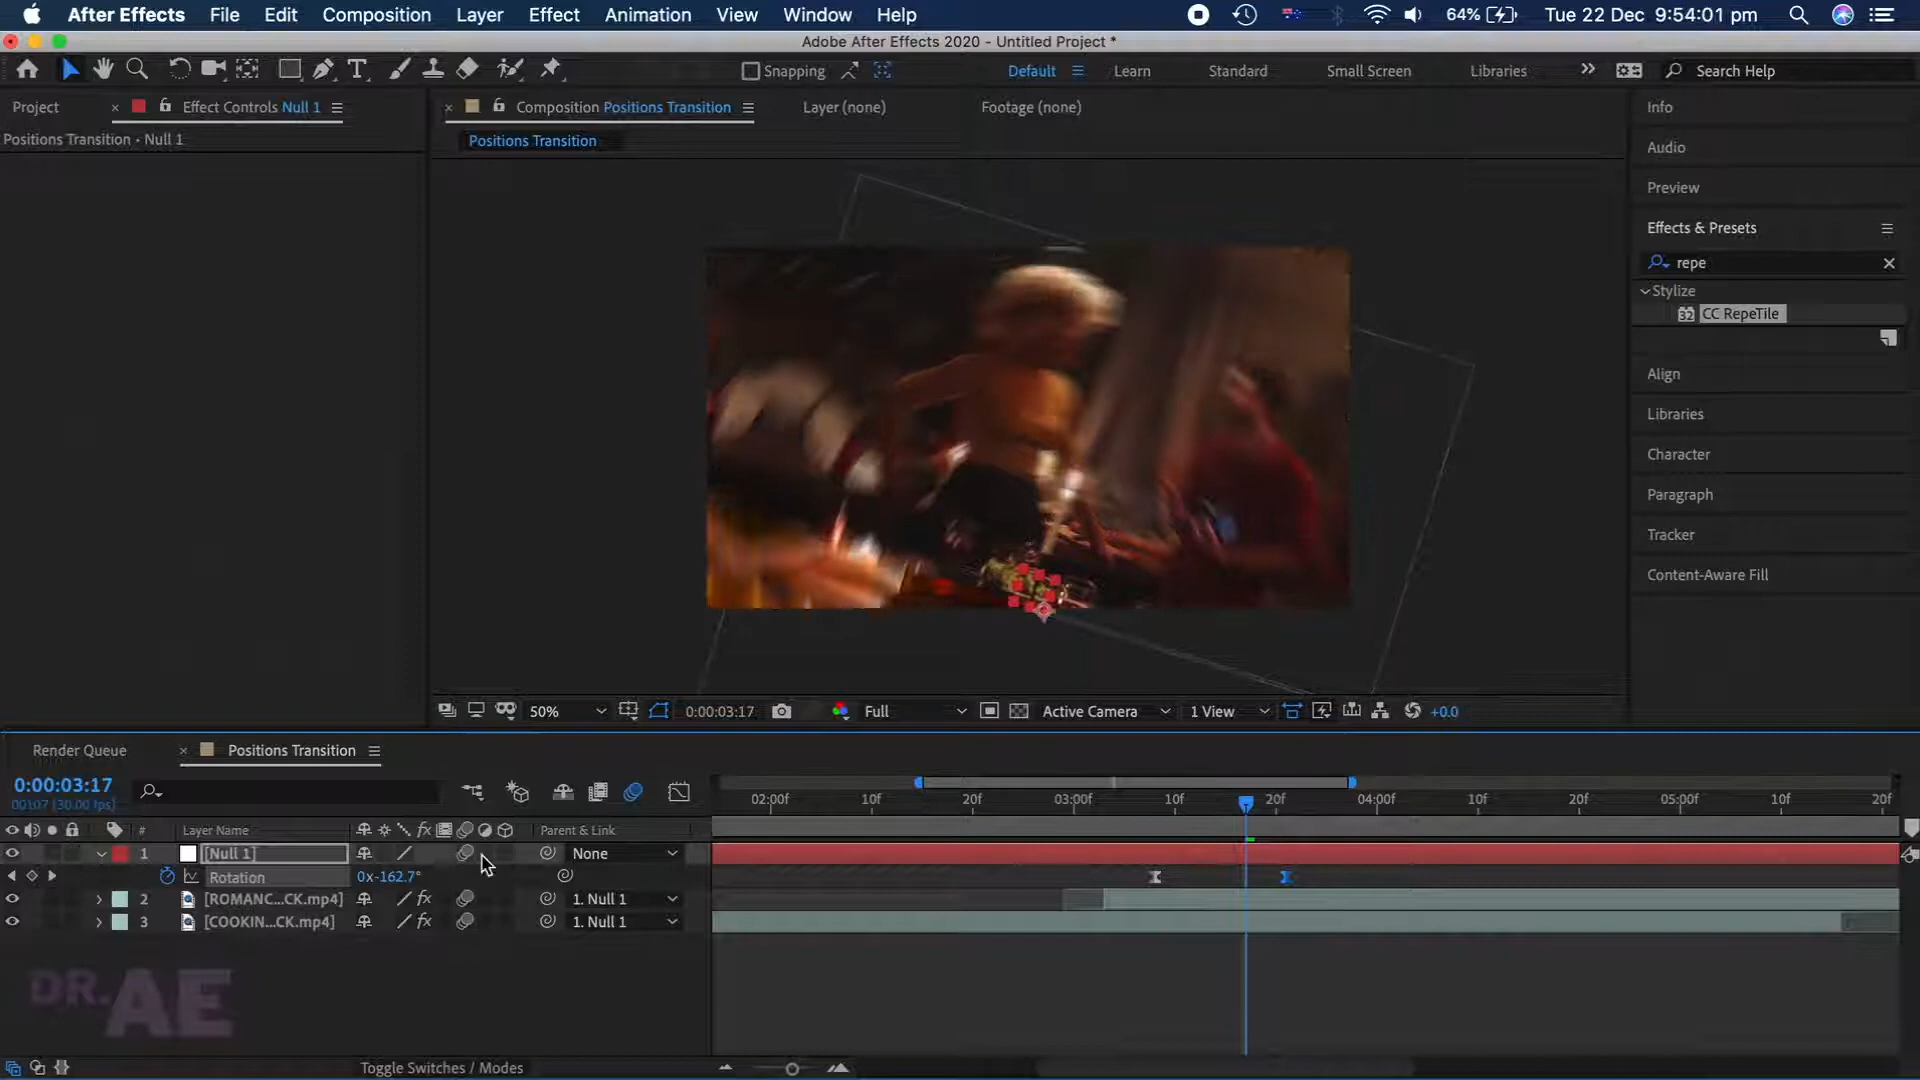 After Effects File Edit Composition Layer Effect Animation View Window Help 64% Tue 22 Dec 9:54:01 pm
Adobe After Effects 2020 - Untitled Project *
Snapping Default Learn Standard Small Screen Libraries Search Help
Project Effect Controls Null 1 Composition Positions Transition Layer (none) Footage (none) Info
Positions Transition • Null 1 Positions Transition
Audio
Preview
Effects & Presets
repe
Stylize
32 CC RepeTile
Align
Libraries
Character
Paragraph
Tracker
Content-Aware Fill
50% 0:00:03:17 Full Active Camera 1 View +0.0
Render Queue Positions Transition
0:00:03:17
00107 (30.00 fps)
02:00f 10f 20f 03:00f 10f 20f 04:00f 10f 20f 05:00f 10f 20f
# Layer Name fx Parent & Link
1 [Null 1] None
Rotation 0x-162.7°
2 [ROMANC...CK.mp4] fx 1. Null 1
3 [COOKIN...CK.mp4] fx 1. Null 1
DR. AE
Toggle Switches / Modes